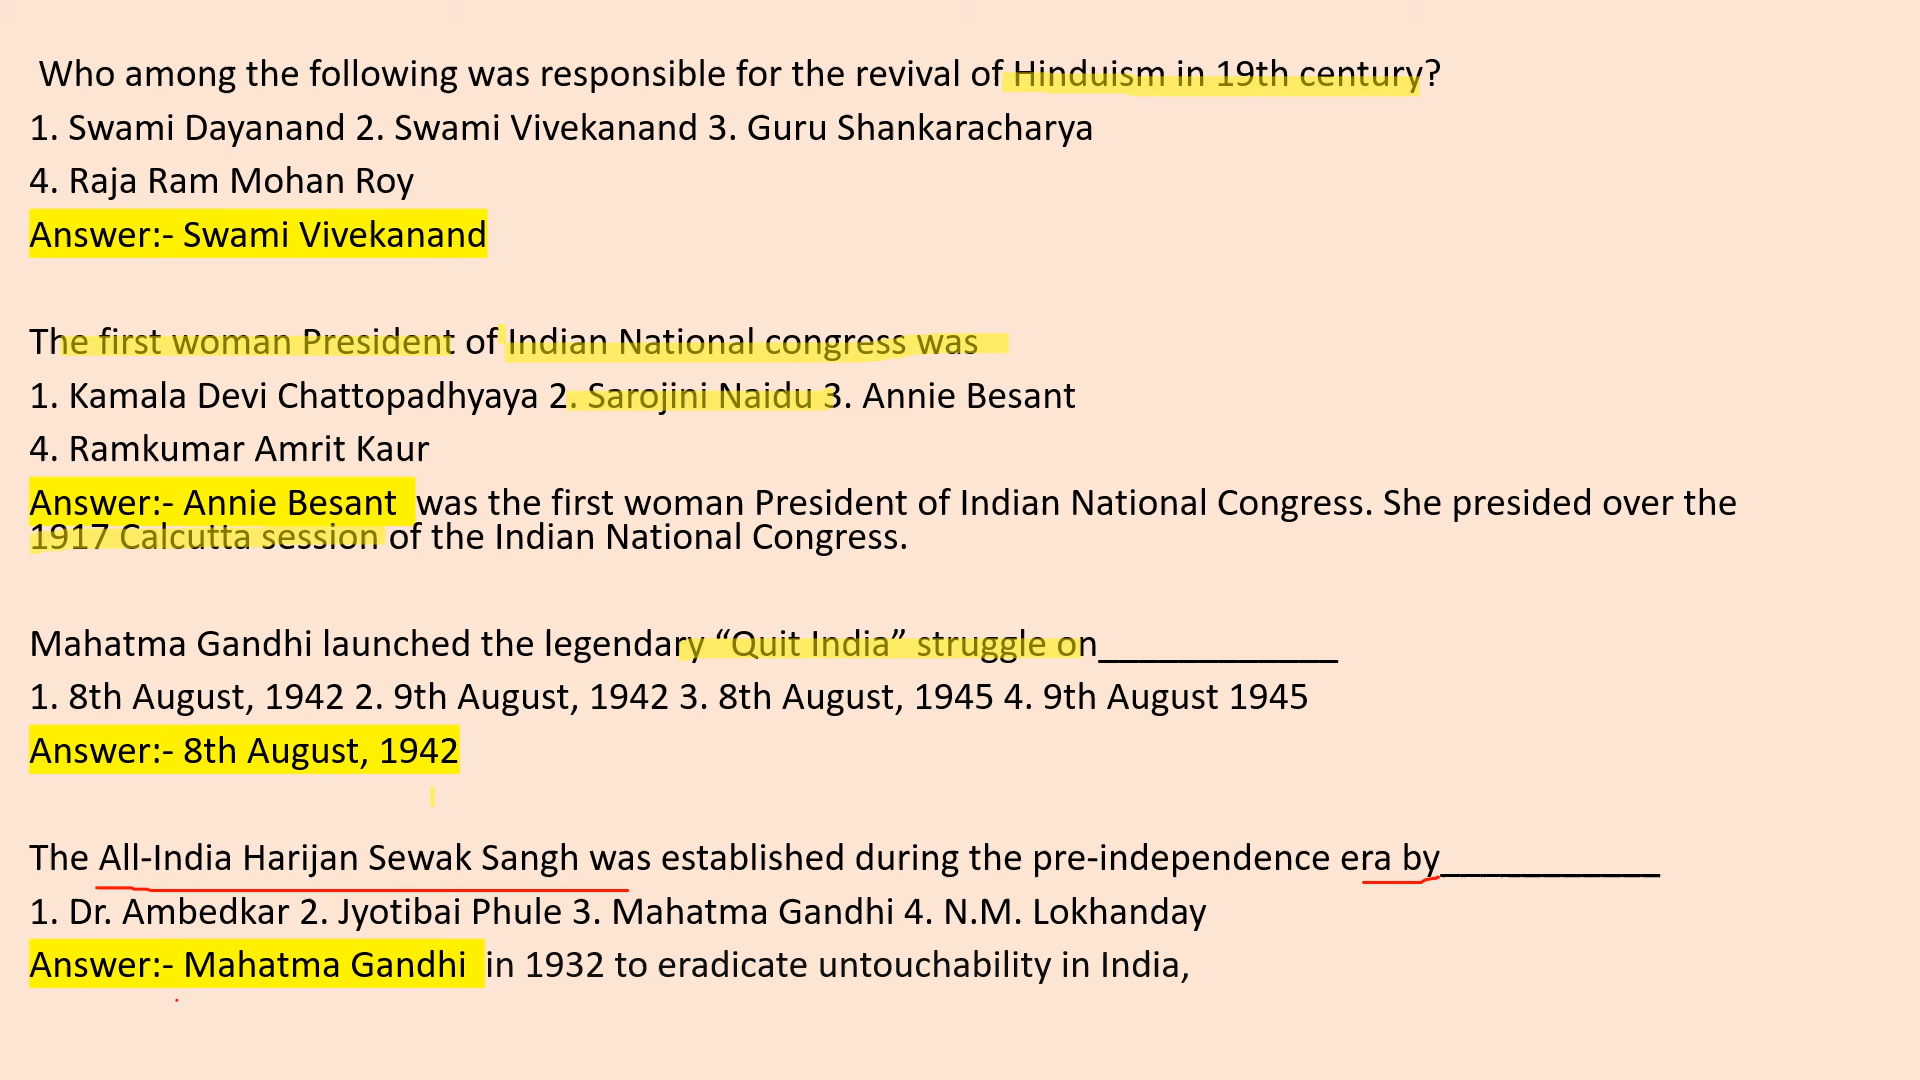 Who among the following was responsible for the revival of Hinduism in 19th century?
1. Swami Dayanand 2. Swami Vivekanand 3. Guru Shankaracharya
4. Raja Ram Mohan Roy
Answer:- Swami Vivekanand
The first woman President of Indian National congress was
1. Kamala Devi Chattopadhyaya 2. Sarojini Naidu 3. Annie Besant
4. Ramkumar Amrit Kaur
Answer:- Annie Besant was the first woman President of Indian National Congress. She presided over the
1917 Calcutta session of the Indian National Congress.
Mahatma Gandhi launched the legendary “Quit India” struggle on____________
1. 8th August, 1942 2. 9th August, 1942 3. 8th August, 1945 4. 9th August 1945
Answer:- 8th August, 1942
The All-India Harijan Sewak Sangh was established during the pre-independence era by___________
1. Dr. Ambedkar 2. Jyotibai Phule 3. Mahatma Gandhi 4. N.M. Lokhanday
Answer:- Mahatma Gandhi in 1932 to eradicate untouchability in India,